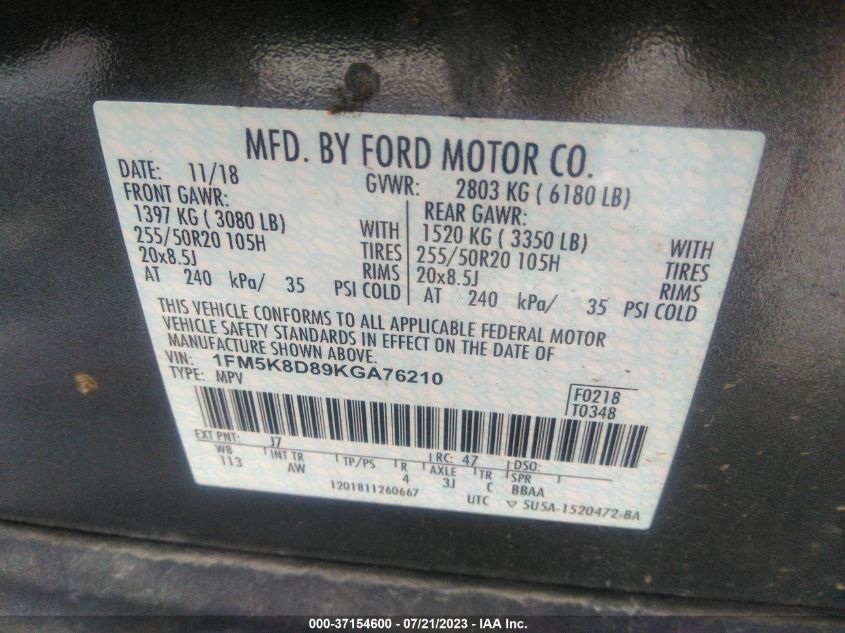 MFD. BY FORD MOTOR CO.
DATE: 11/18 GVWR: 2803 KG ( 6180 LB)
FRONT GAWR: REAR GAWR:
1397 KG ( 3080 LB) WITH 1520 KG ( 3350 LB) WITH
255/50R20 105H TIRES 255/50R20 105H TIRES
20x8.5J RIMS 20x8.5J RIMS
AT 240 kPa/ 35 PSI COLD AT 240 kPa/ 35 PSI COLD
THIS VEHICLE CONFORMS TO ALL APPLICABLE FEDERAL MOTOR
VEHICLE SAFETY STANDARDS IN EFFECT ON THE DATE OF
MANUFACTURE SHOWN ABOVE.
VIN: 1FM5K8D89KGA76210
TYPE: MPV
F0218
T0348
EXT PNT: J7 RC: 47 DSO:
WB INT TR TP/PS R AXLE TR SPR
113 AW 4 3J C BBAA
1201811260667 UTC ▽ 5U5A-1520472-BA
000-37154600 - 07/21/2023 - IAA Inc.